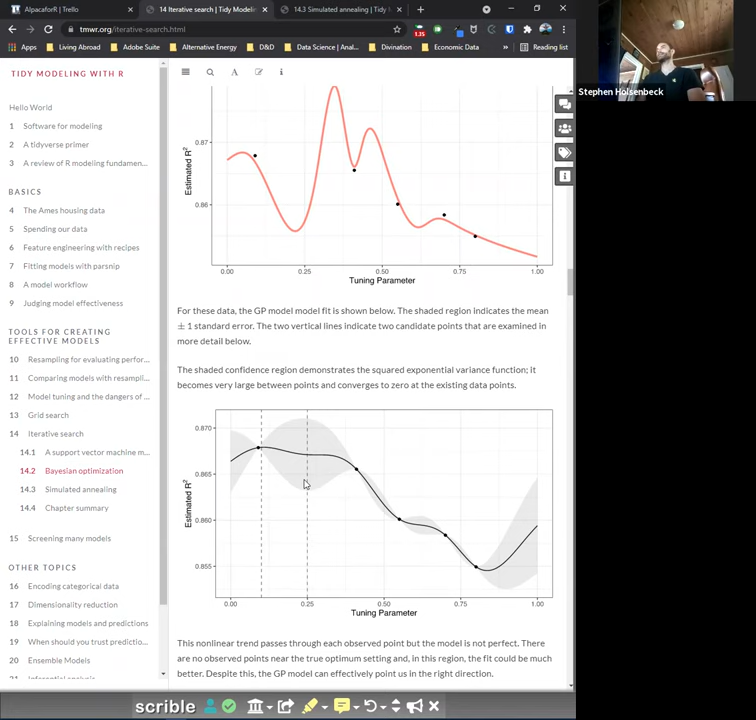 AlpacaforR | Trello
14 Iterative search | Tidy Modelin
14.3 Simulated annealing | Tidy
tmwr.org/iterative-search.html
1.35
Apps
Living Abroad
Adobe Suite
Alternative Energy
D&D
Data Science | Anal...
Divination
Economic Data
Reading list
TIDY MODELING WITH R
Hello World
1 Software for modeling
2 A tidyverse primer
3 A review of R modeling fundamen...
BASICS
4 The Ames housing data
5 Spending our data
6 Feature engineering with recipes
7 Fitting models with parsnip
8 A model workflow
9 Judging model effectiveness
TOOLS FOR CREATING
EFFECTIVE MODELS
10 Resampling for evaluating perfor...
11 Comparing models with resampli...
12 Model tuning and the dangers of ...
13 Grid search
14 Iterative search
14.1 A support vector machine m...
14.2 Bayesian optimization
14.3 Simulated annealing
14.4 Chapter summary
15 Screening many models
OTHER TOPICS
16 Encoding categorical data
17 Dimensionality reduction
18 Explaining models and predictions
19 When should you trust predictio...
20 Ensemble Models
21 Inferential analysis
0.87
0.86
Estimated R²
0.00 0.25 0.50 0.75 1.00
Tuning Parameter
For these data, the GP model model fit is shown below. The shaded region indicates the mean
± 1 standard error. The two vertical lines indicate two candidate points that are examined in
more detail below.
The shaded confidence region demonstrates the squared exponential variance function; it
becomes very large between points and converges to zero at the existing data points.
0.870
0.865
0.860
0.855
Estimated R²
0.00 0.25 0.50 0.75 1.00
Tuning Parameter
This nonlinear trend passes through each observed point but the model is not perfect. There
are no observed points near the true optimum setting and, in this region, the fit could be much
better. Despite this, the GP model can effectively point us in the right direction.
scrible
Stephen Holsenbeck